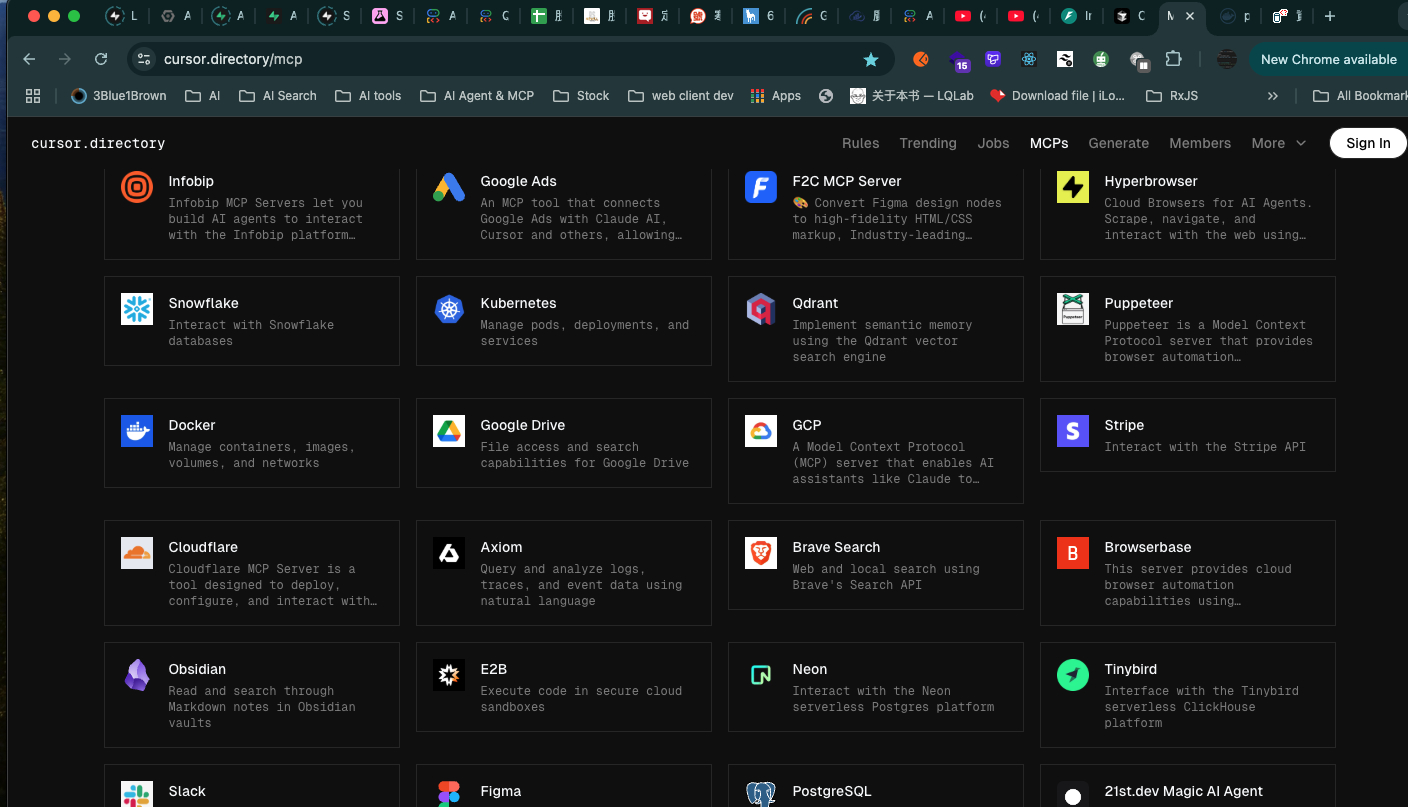 L
A
A
A
S
S
A
C
6
G
A
(4
(4
Ir
C
M
p
cursor.directory/mcp
15
New Chrome available
3Blue1Brown
AI
AI Search
AI tools
AI Agent & MCP
Stock
web client dev
Apps
关于本书 — LQLab
Download file | iLo...
RxJS
»
All Bookmark
cursor.directory
Rules
Trending
Jobs
MCPs
Generate
Members
More
Sign In
Infobip
Infobip MCP Servers let you
build AI agents to interact
with the Infobip platform…
Google Ads
An MCP tool that connects
Google Ads with Claude AI,
Cursor and others, allowing…
F2C MCP Server
🎨 Convert Figma design nodes
to high-fidelity HTML/CSS
markup, Industry-leading…
Hyperbrowser
Cloud Browsers for AI Agents.
Scrape, navigate, and
interact with the web using…
Snowflake
Interact with Snowflake
databases
Kubernetes
Manage pods, deployments, and
services
Qdrant
Implement semantic memory
using the Qdrant vector
search engine
Puppeteer
Puppeteer is a Model Context
Protocol server that provides
browser automation…
Docker
Manage containers, images,
volumes, and networks
Google Drive
File access and search
capabilities for Google Drive
GCP
A Model Context Protocol
(MCP) server that enables AI
assistants like Claude to…
Stripe
Interact with the Stripe API
Cloudflare
Cloudflare MCP Server is a
tool designed to deploy,
configure, and interact with…
Axiom
Query and analyze logs,
traces, and event data using
natural language
Brave Search
Web and local search using
Brave's Search API
Browserbase
This server provides cloud
browser automation
capabilities using…
Obsidian
Read and search through
Markdown notes in Obsidian
vaults
E2B
Execute code in secure cloud
sandboxes
Neon
Interact with the Neon
serverless Postgres platform
Tinybird
Interface with the Tinybird
serverless ClickHouse
platform
Slack
Figma
PostgreSQL
21st.dev Magic AI Agent